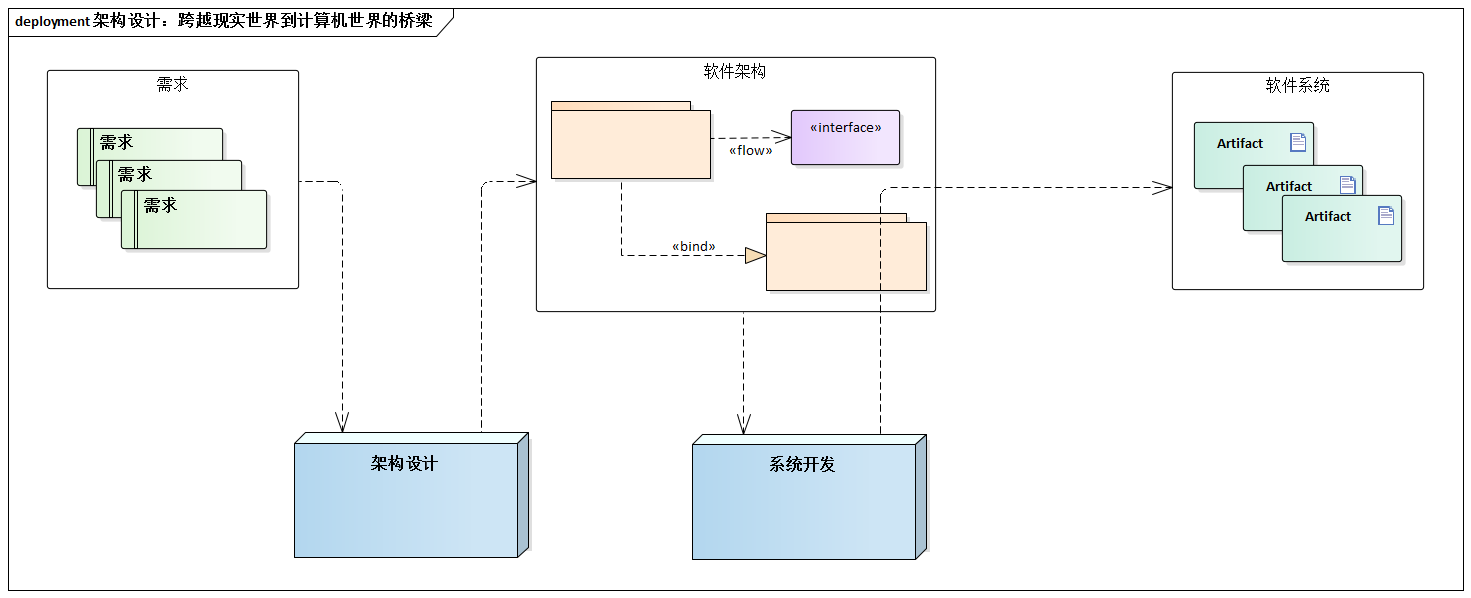 deployment 架构设计：跨越现实世界到计算机世界的桥梁
需求
需求
需求
需求
软件架构
«interface»
«flow»
«bind»
软件系统
Artifact
Artifact
Artifact
架构设计
系统开发